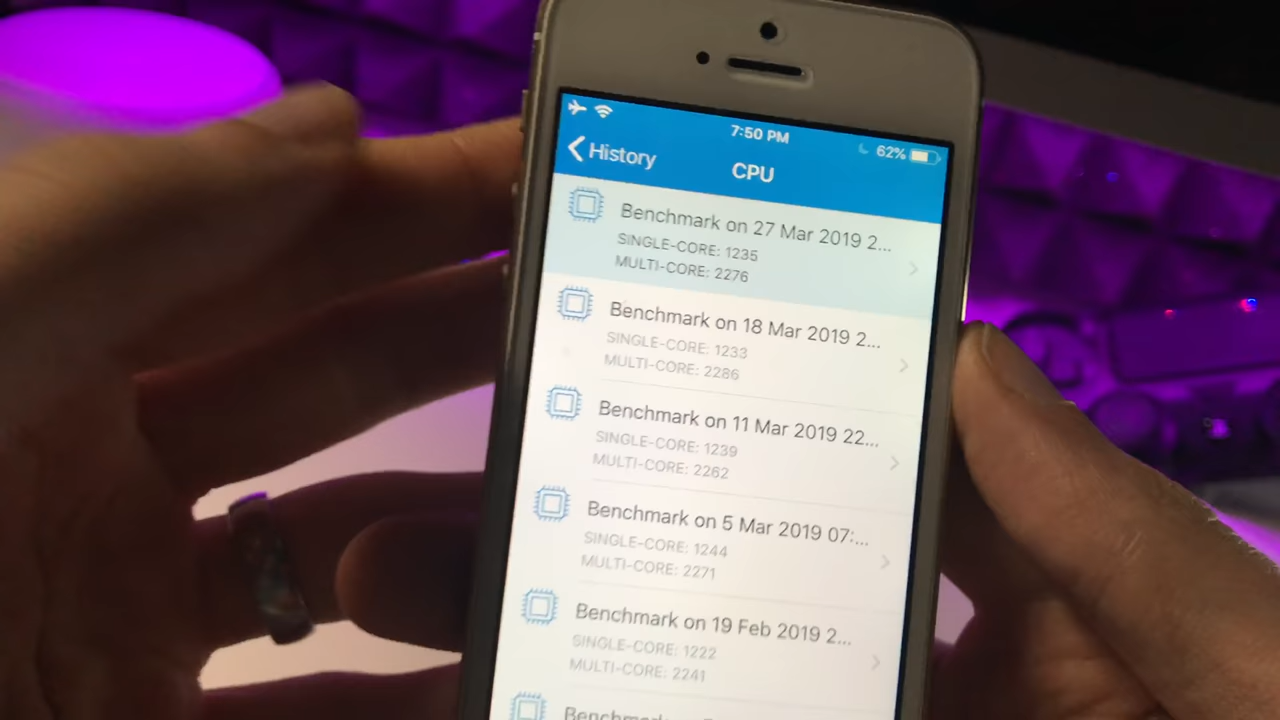 7:50 PM
62%
History
CPU
Benchmark on 27 Mar 2019 2...
SINGLE-CORE: 1235
MULTI-CORE: 2276
Benchmark on 18 Mar 2019 2...
SINGLE-CORE: 1233
MULTI-CORE: 2286
Benchmark on 11 Mar 2019 22...
SINGLE-CORE: 1239
MULTI-CORE: 2262
Benchmark on 5 Mar 2019 07:...
SINGLE-CORE: 1244
MULTI-CORE: 2271
Benchmark on 19 Feb 2019 2...
SINGLE-CORE: 1222
MULTI-CORE: 2241
Benchmark